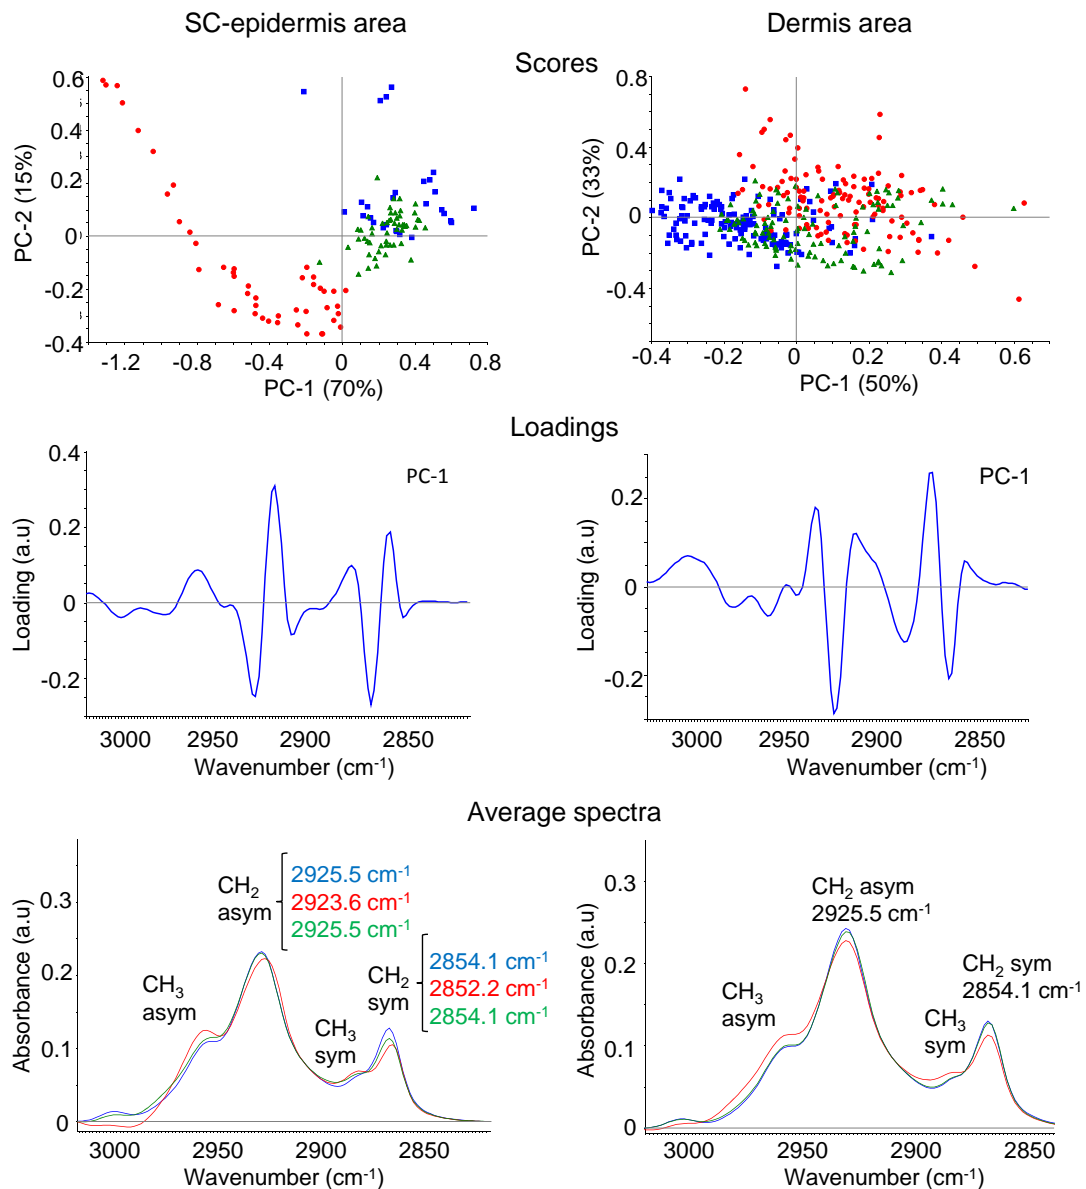 SC-epidermis area
Dermis area
Scores
0.6
0.4
0.2
0
-0.2
-0.4
PC-2 (15%)
-1.2
-0.8
-0.4
0
0.4
0.8
PC-1 (70%)
0.8
0.4
0
-0.4
PC-2 (33%)
-0.4
-0.2
0
0.2
0.4
0.6
PC-1 (50%)
Loadings
0.4
0.2
0
-0.2
Loading (a.u)
PC-1
3000
2950
2900
2850
Wavenumber (cm⁻¹)
0.2
0
-0.2
Loading (a.u)
PC-1
3000
2950
2900
2850
Wavenumber (cm⁻¹)
Average spectra
0.3
0.2
0.1
0
Absorbance (a.u)
CH₃
asym
CH₂
asym
2925.5 cm⁻¹
2923.6 cm⁻¹
2925.5 cm⁻¹
CH₃
sym
CH₂
sym
2854.1 cm⁻¹
2852.2 cm⁻¹
2854.1 cm⁻¹
3000
2950
2900
2850
Wavenumber (cm⁻¹)
0.3
0.2
0.1
0
Absorbance (a.u)
CH₃
asym
CH₂ asym
2925.5 cm⁻¹
CH₃
sym
CH₂ sym
2854.1 cm⁻¹
3000
2950
2900
2850
Wavenumber (cm⁻¹)